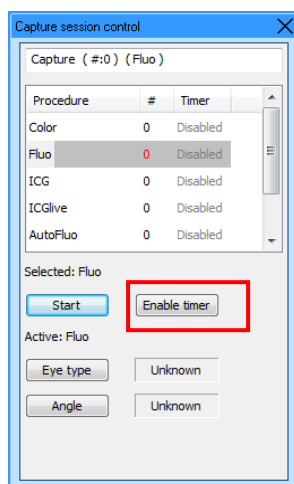 Capture session control
Capture ( #:0 ) ( Fluo )
Procedure # Timer
Color 0 Disabled
Fluo 0 Disabled
ICG 0 Disabled
ICGlive 0 Disabled
AutoFluo 0 Disabled
Selected: Fluo
Start Enable timer
Active: Fluo
Eye type Unknown
Angle Unknown